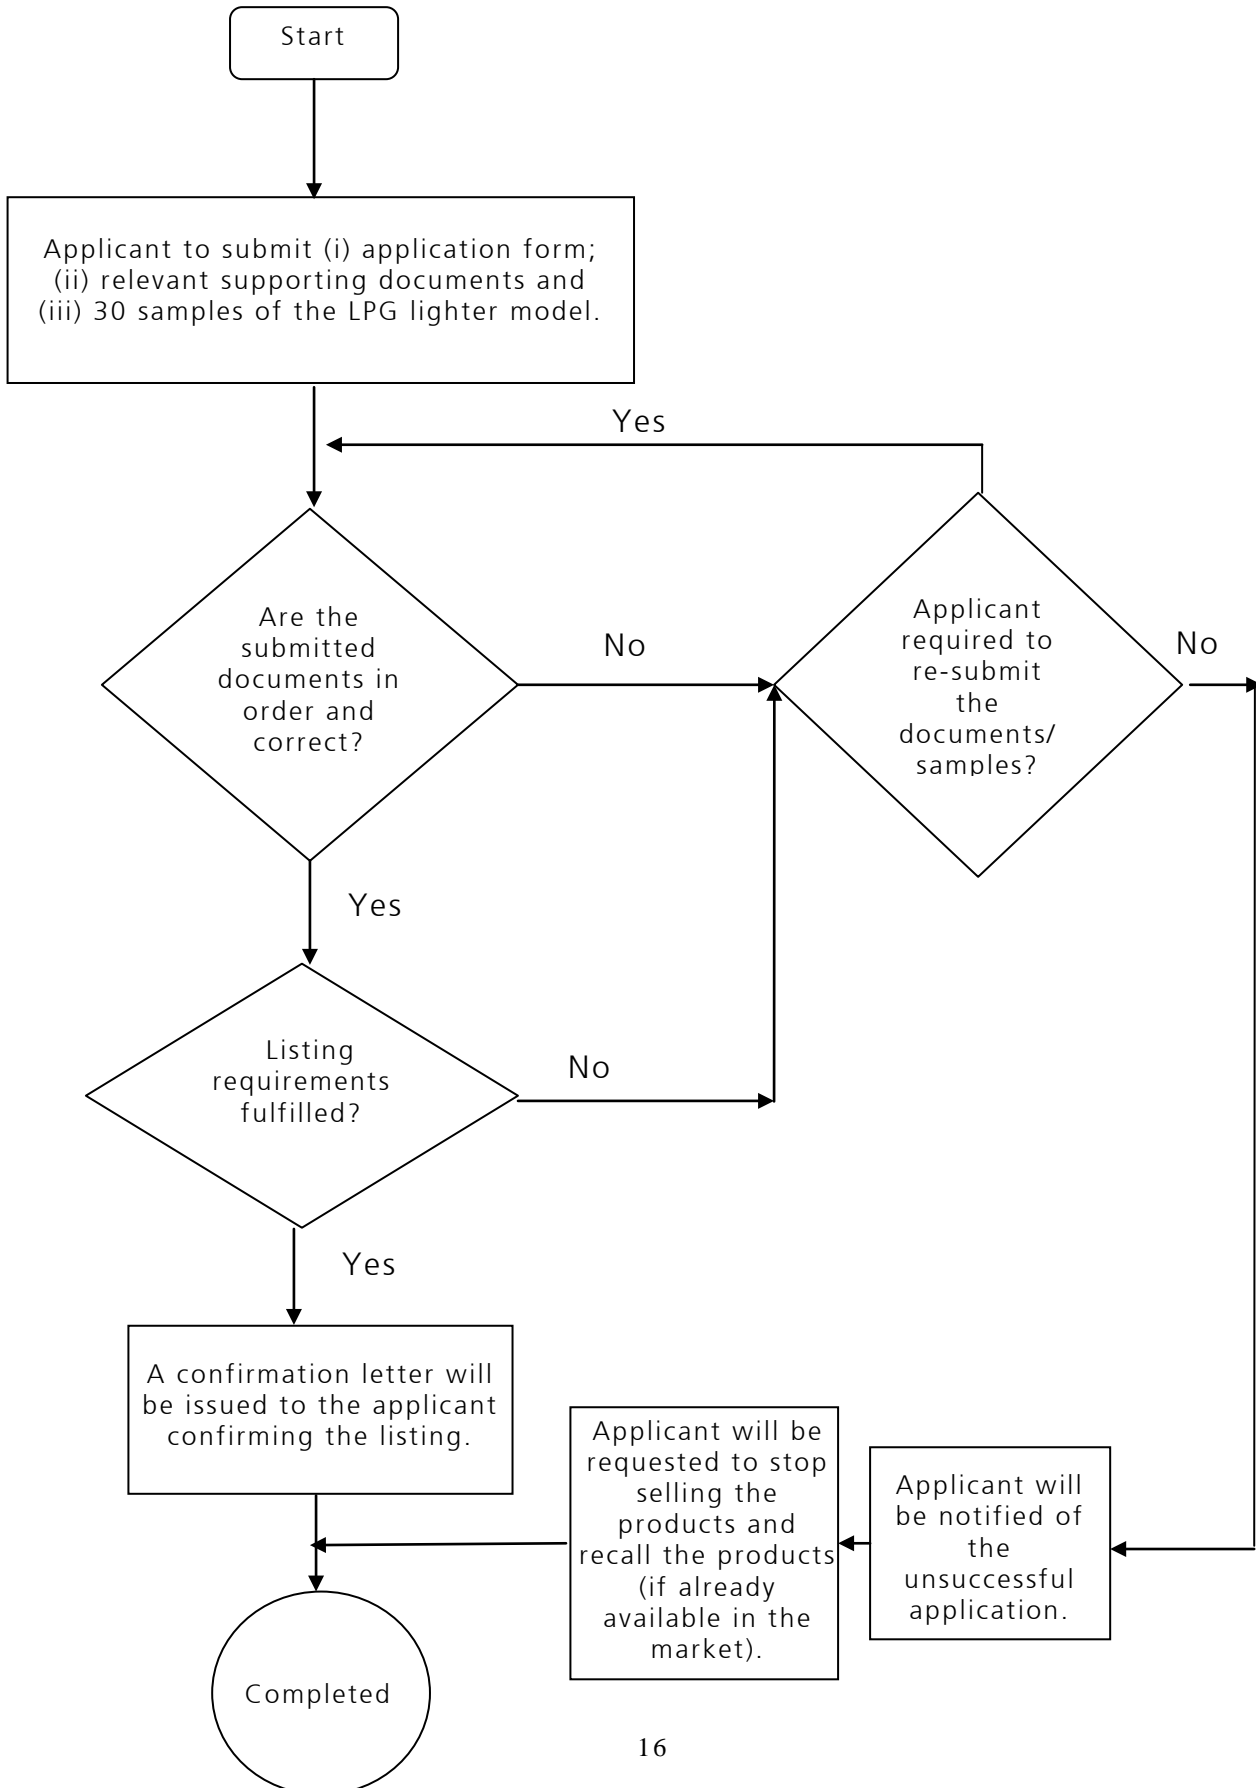 Start
Applicant to submit (i) application form;
(ii) relevant supporting documents and
(iii) 30 samples of the LPG lighter model.
Yes
Are the
submitted
documents in
order and
correct?
No
Applicant
required to
re-submit
the
documents/
samples?
No
Yes
Listing
requirements
fulfilled?
No
Yes
A confirmation letter will
be issued to the applicant
confirming the listing.
Applicant will be
requested to stop
selling the
products and
recall the products
(if already
available in the
market).
Applicant will
be notified of
the
unsuccessful
application.
Completed
16